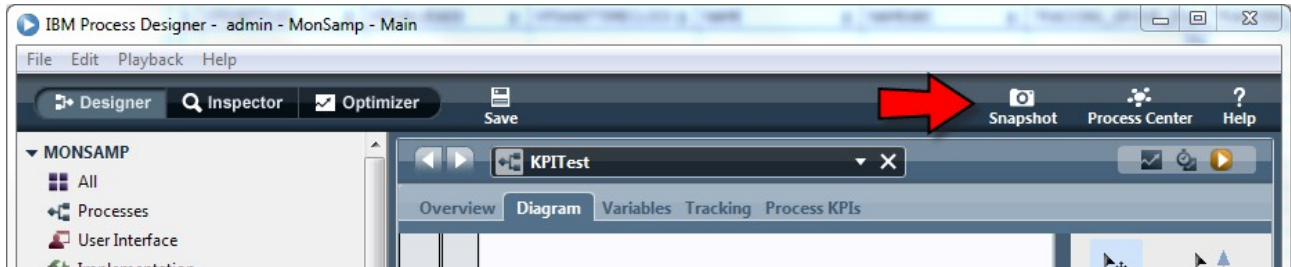 IBM Process Designer - admin - MonSamp - Main
File Edit Playback Help
Designer Inspector Optimizer Save Snapshot Process Center ? Help
MONSAMP
All
Processes
User Interface
Implementation
KPITest
Overview Diagram Variables Tracking Process KPIs